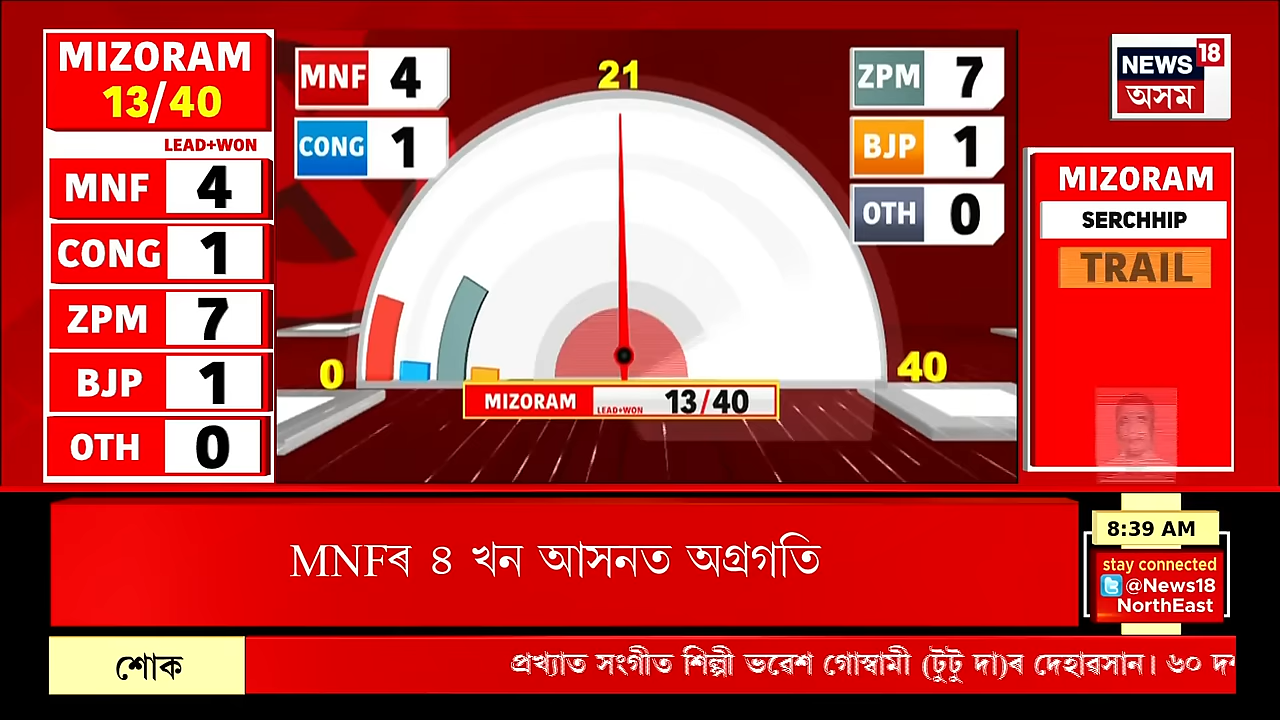 MIZORAM
13/40
LEAD+WON
MNF 4
CONG 1
ZPM 7
BJP 1
OTH 0
MNF 4
CONG 1
21
ZPM 7
BJP 1
OTH 0
0
40
MIZORAM LEAD+WON 13/40
NEWS 18
অসম
MIZORAM
SERCHHIP
TRAIL
MNFৰ ৪ খন আসনত অগ্ৰগতি
8:39 AM
stay connected
@News18
NorthEast
শোক
প্ৰখ্যাত সংগীত শিল্পী ভৱেশ গোস্বামী (টুটু দা)ৰ দেহাৱসান। ৬০